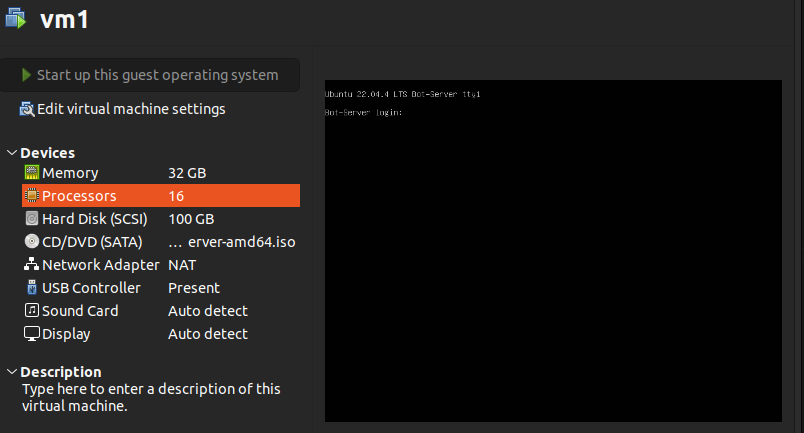 vm1
Start up this guest operating system
Edit virtual machine settings
Devices
Memory 32 GB
Processors 16
Hard Disk (SCSI) 100 GB
CD/DVD (SATA) ... erver-amd64.iso
Network Adapter NAT
USB Controller Present
Sound Card Auto detect
Display Auto detect
Description
Type here to enter a description of this
virtual machine.
Ubuntu 22.04.4 LTS Bot-Server tty1
Bot-Server login: